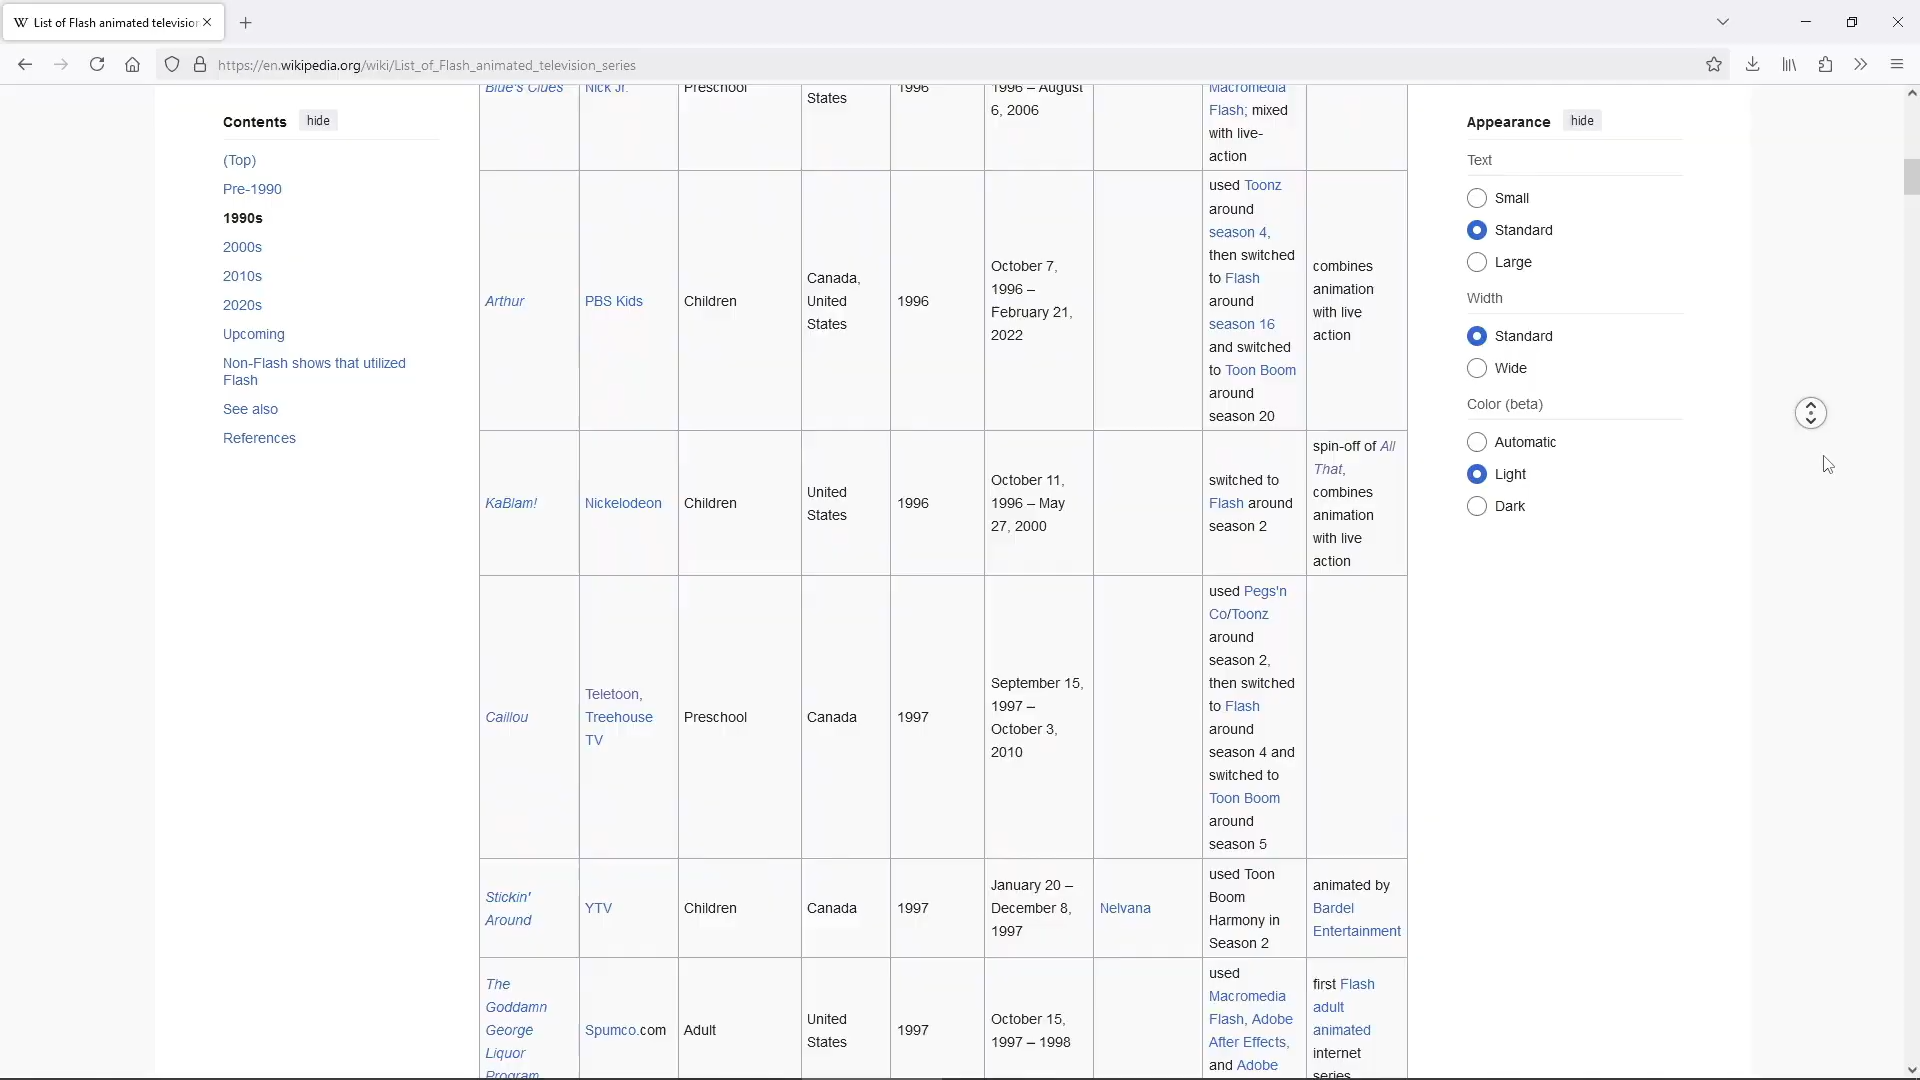 List of Flash animated televisio
https://en.wikipedia.org/wiki/List_of_Flash_animated_television_series
Contents hide
(Top)
Pre-1990
1990s
2000s
2010s
2020s
Upcoming
Non-Flash shows that utilized
Flash
See also
References
Blue's Clues
Nick Jr.
Preschool
States
1996
1996 – August
6, 2006
Macromedia
Flash; mixed
with live-
action
Arthur
PBS Kids
Children
Canada,
United
States
1996
October 7,
1996 –
February 21,
2022
used Toonz
around
season 4,
then switched
to Flash
around
season 16
and switched
to Toon Boom
around
season 20
combines
animation
with live
action
KaBlam!
Nickelodeon
Children
United
States
1996
October 11,
1996 – May
27, 2000
switched to
Flash around
season 2
spin-off of All
That,
combines
animation
with live
action
Caillou
Teletoon,
Treehouse
TV
Preschool
Canada
1997
September 15,
1997 –
October 3,
2010
used Pegs'n
Co/Toonz
around
season 2,
then switched
to Flash
around
season 4 and
switched to
Toon Boom
around
season 5
Stickin'
Around
YTV
Children
Canada
1997
January 20 –
December 8,
1997
Nelvana
used Toon
Boom
Harmony in
Season 2
animated by
Bardel
Entertainment
The
Goddamn
George
Liquor
Program
Spumco.com
Adult
United
States
1997
October 15,
1997 – 1998
used
Macromedia
Flash, Adobe
After Effects,
and Adobe
first Flash
adult
animated
internet
series
Appearance hide
Text
Small
Standard
Large
Width
Standard
Wide
Color (beta)
Automatic
Light
Dark